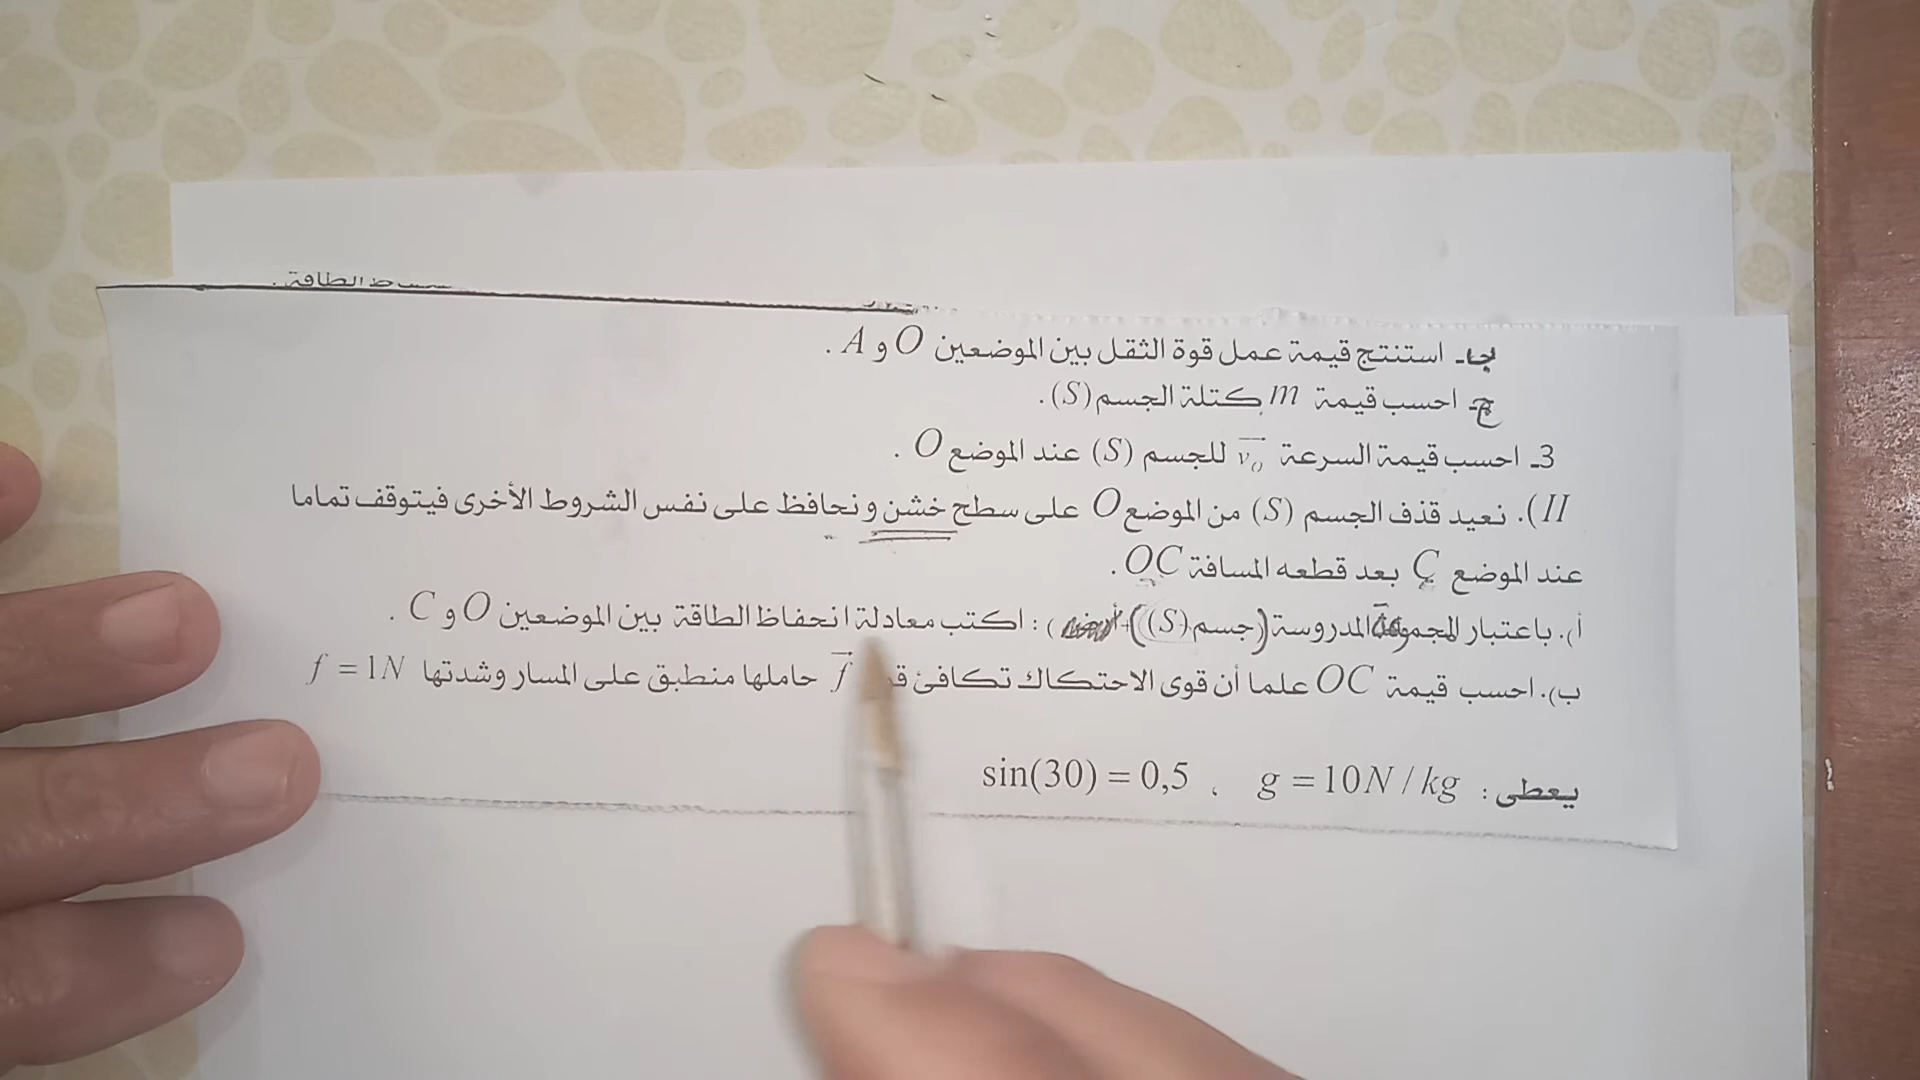 الطاقة .
ب- استنتج قيمة عمل قوة الثقل بين الموضعين O و A .
ج- احسب قيمة m كتلة الجسم (S) .
3- احسب قيمة السرعة v₀ للجسم (S) عند الموضع O .
II). نعيد قذف الجسم (S) من الموضع O على سطح خشن ونحافظ على نفس الشروط الأخرى فيتوقف تماما
عند الموضع C بعد قطعه المسافة OC .
أ). باعتبار المجموعة المدروسة (جسم (S)) : اكتب معادلة انحفاظ الطاقة بين الموضعين O و C .
ب). احسب قيمة OC علما أن قوى الاحتكاك تكافئ f حاملها منطبق على المسار وشدتها f = 1N
يعطى : g = 10N / kg ، sin(30) = 0,5